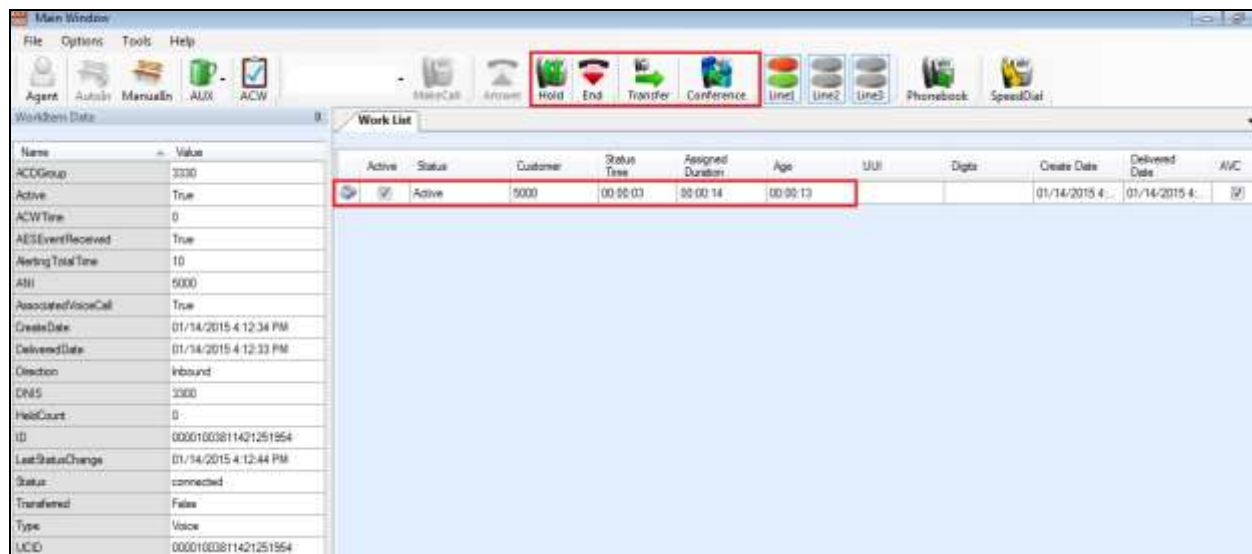 Main Window
File Options Tools Help
Agent AutoIn ManualIn AUX ACW MakeCall Answer Hold End Transfer Conference Line1 Line2 Line3 Phonebook SpeedDial
WorkItem Data
Work List
Name Value
ACDGroup 3330
Active True
ACWTime 0
AESEventReceived True
AlertingTotalTime 10
ANI 5000
AssociatedVoiceCall True
CreateDate 01/14/2015 4:12:34 PM
DeliveredDate 01/14/2015 4:12:33 PM
Direction Inbound
DNIS 3300
HeldCount 0
ID 00001003811421251954
LastStatusChange 01/14/2015 4:12:44 PM
Status connected
Transferred False
Type Voice
UCID 00001003811421251954
Active Status Customer Status Time Assigned Duration Age UUI Digits Create Date Delivered Date AVC
Active 5000 00:00:03 00:00:14 00:00:13 01/14/2015 4:... 01/14/2015 4:...